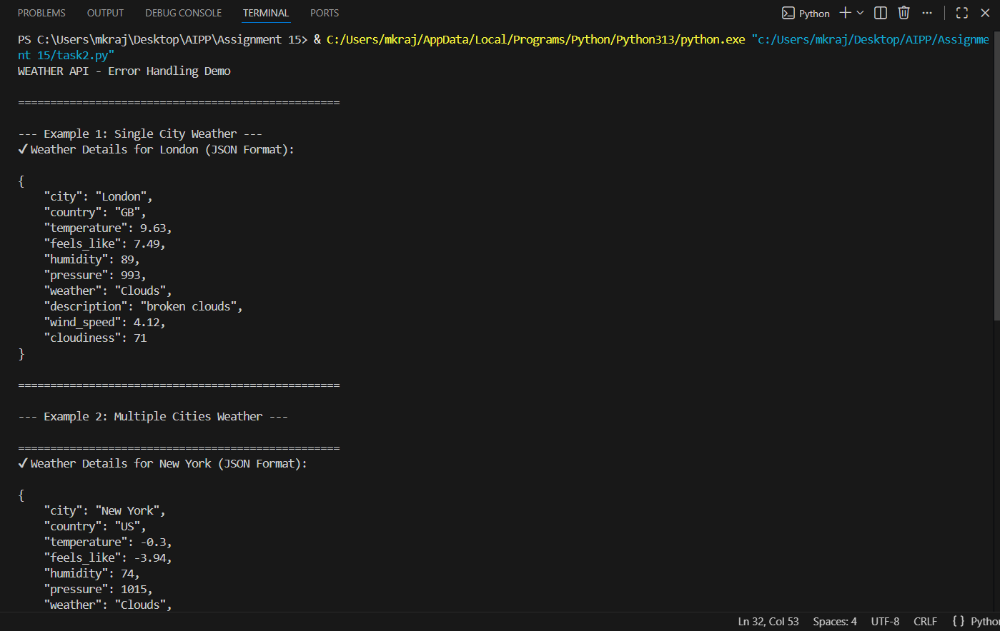 PROBLEMS OUTPUT DEBUG CONSOLE TERMINAL PORTS Python
PS C:\Users\mkraj\Desktop\AIPP\Assignment 15> & C:/Users/mkraj/AppData/Local/Programs/Python/Python313/python.exe "c:/Users/mkraj/Desktop/AIPP/Assignme
nt 15/task2.py"
WEATHER API - Error Handling Demo
==================================================
--- Example 1: Single City Weather ---
✓Weather Details for London (JSON Format):
{
    "city": "London",
    "country": "GB",
    "temperature": 9.63,
    "feels_like": 7.49,
    "humidity": 89,
    "pressure": 993,
    "weather": "Clouds",
    "description": "broken clouds",
    "wind_speed": 4.12,
    "cloudiness": 71
}
==================================================
--- Example 2: Multiple Cities Weather ---
==================================================
✓Weather Details for New York (JSON Format):
{
    "city": "New York",
    "country": "US",
    "temperature": -0.3,
    "feels_like": -3.94,
    "humidity": 74,
    "pressure": 1015,
    "weather": "Clouds",
Ln 32, Col 53 Spaces: 4 UTF-8 CRLF { } Pytho